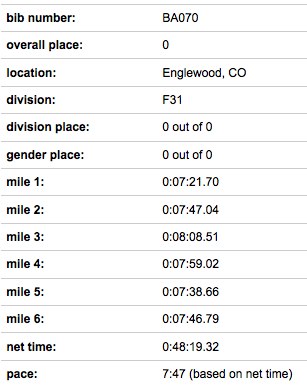 bib number: BA070
overall place: 0
location: Englewood, CO
division: F31
division place: 0 out of 0
gender place: 0 out of 0
mile 1: 0:07:21.70
mile 2: 0:07:47.04
mile 3: 0:08:08.51
mile 4: 0:07:59.02
mile 5: 0:07:38.66
mile 6: 0:07:46.79
net time: 0:48:19.32
pace: 7:47 (based on net time)